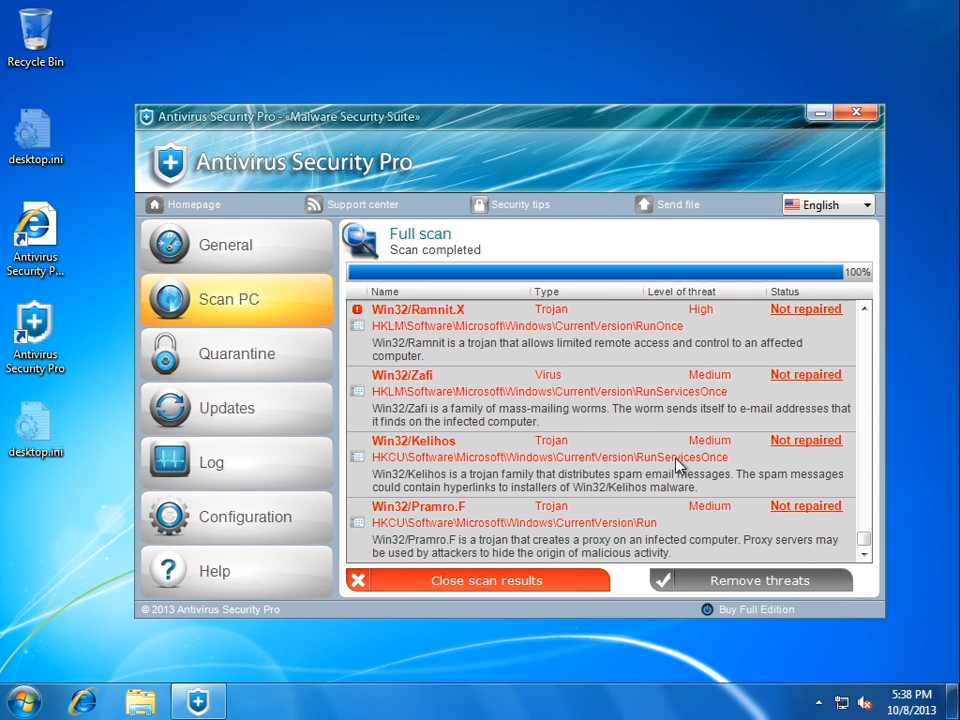 Recycle Bin
desktop.ini
Antivirus
Security P...
Antivirus
Security Pro
desktop.ini
Antivirus Security Pro - «Malware Security Suite»
Antivirus Security Pro
Homepage
Support center
Security tips
Send file
English
General
Scan PC
Quarantine
Updates
Log
Configuration
Help
Full scan
Scan completed
100%
Name Type Level of threat Status
Win32/Ramnit.X Trojan High Not repaired
HKLM\Software\Microsoft\Windows\CurrentVersion\RunOnce
Win32/Ramnit is a trojan that allows limited remote access and control to an affected
computer.
Win32/Zafi Virus Medium Not repaired
HKLM\Software\Microsoft\Windows\CurrentVersion\RunServicesOnce
Win32/Zafi is a family of mass-mailing worms. The worm sends itself to e-mail addresses that
it finds on the infected computer.
Win32/Kelihos Trojan Medium Not repaired
HKCU\Software\Microsoft\Windows\CurrentVersion\RunServicesOnce
Win32/Kelihos is a trojan family that distributes spam email messages. The spam messages
could contain hyperlinks to installers of Win32/Kelihos malware.
Win32/Pramro.F Trojan Medium Not repaired
HKCU\Software\Microsoft\Windows\CurrentVersion\Run
Win32/Pramro.F is a trojan that creates a proxy on an infected computer. Proxy servers may
be used by attackers to hide the origin of malicious activity.
Close scan results
Remove threats
© 2013 Antivirus Security Pro
Buy Full Edition
5:38 PM
10/8/2013